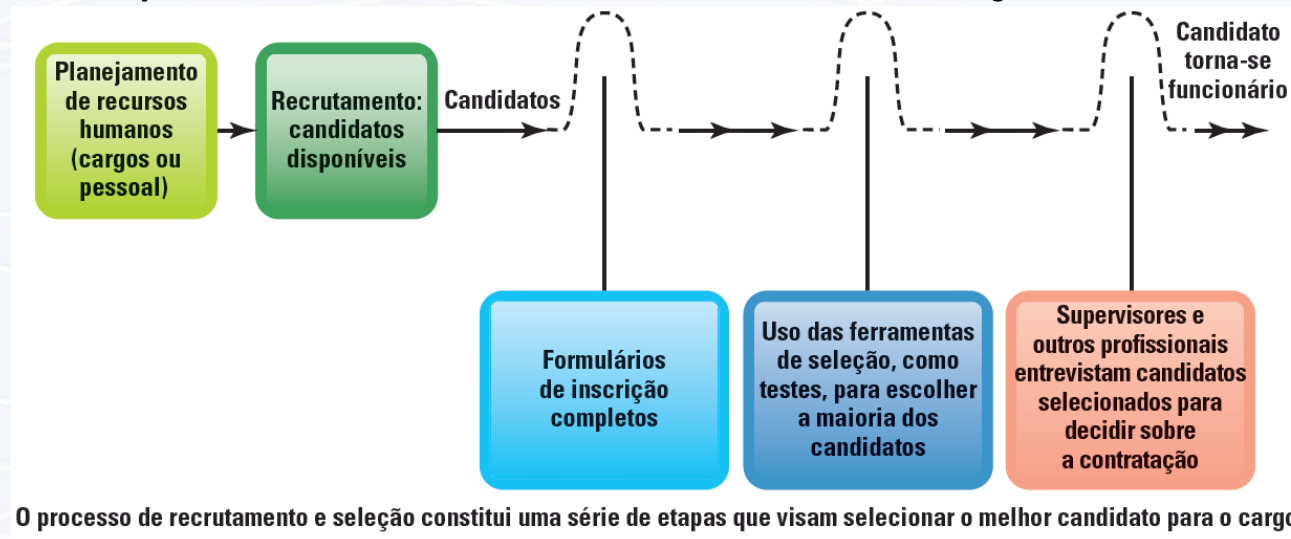 Planejamento
de recursos
humanos
(cargos ou
pessoal)
Recrutamento:
candidatos
disponíveis
Candidatos
Candidato
torna-se
funcionário
Formulários
de inscrição
completos
Uso das ferramentas
de seleção, como
testes, para escolher
a maioria dos
candidatos
Supervisores e
outros profissionais
entrevistam candidatos
selecionados para
decidir sobre
a contratação
O processo de recrutamento e seleção constitui uma série de etapas que visam selecionar o melhor candidato para o cargo